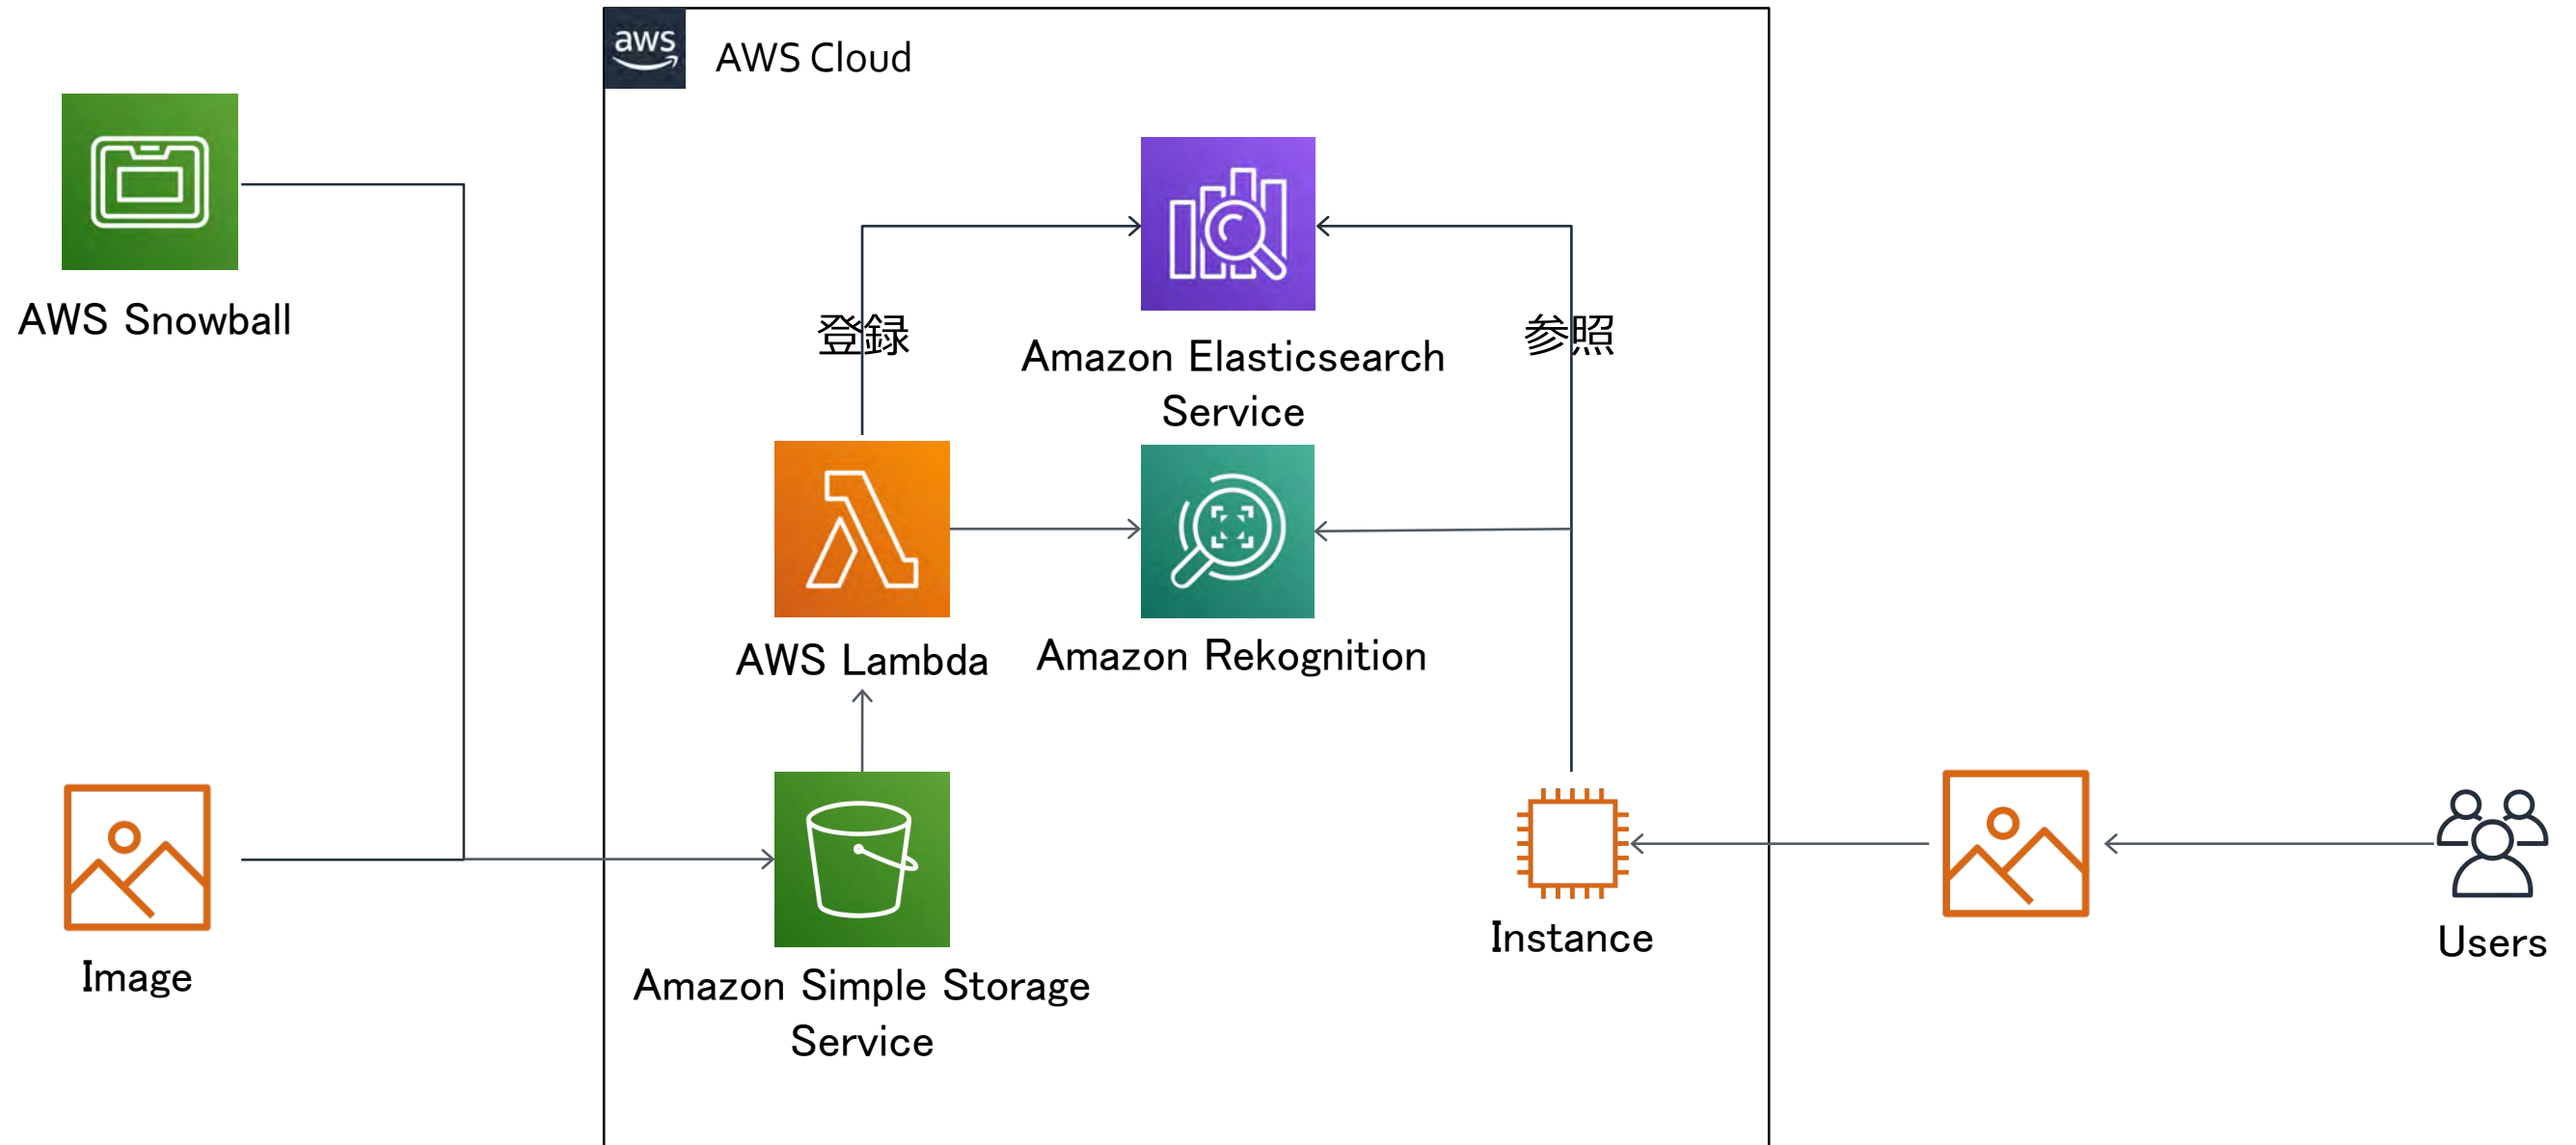 aws
AWS Cloud
AWS Snowball
登録
参照
Amazon Elasticsearch
Service
AWS Lambda
Amazon Rekognition
Image
Amazon Simple Storage
Service
Instance
Users